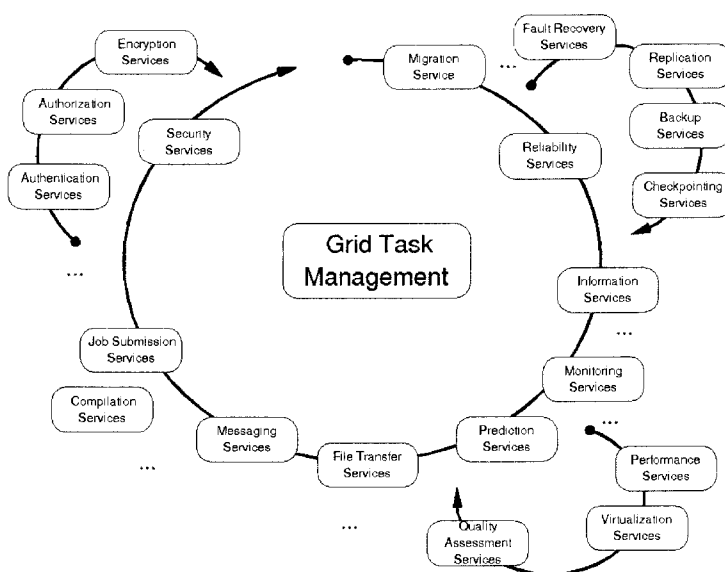 Encryption
Services
Authorization
Services
Authentication
Services
...
Security
Services
Migration
Service
...
Fault Recovery
Services
Replication
Services
Backup
Services
Checkpointing
Services
Reliability
Services
Grid Task
Management
Information
Services
...
Monitoring
Services
...
Prediction
Services
Performance
Services
Virtualization
Services
Quality
Assessment
Services
File Transfer
Services
...
Messaging
Services
...
Job Submission
Services
Compilation
Services